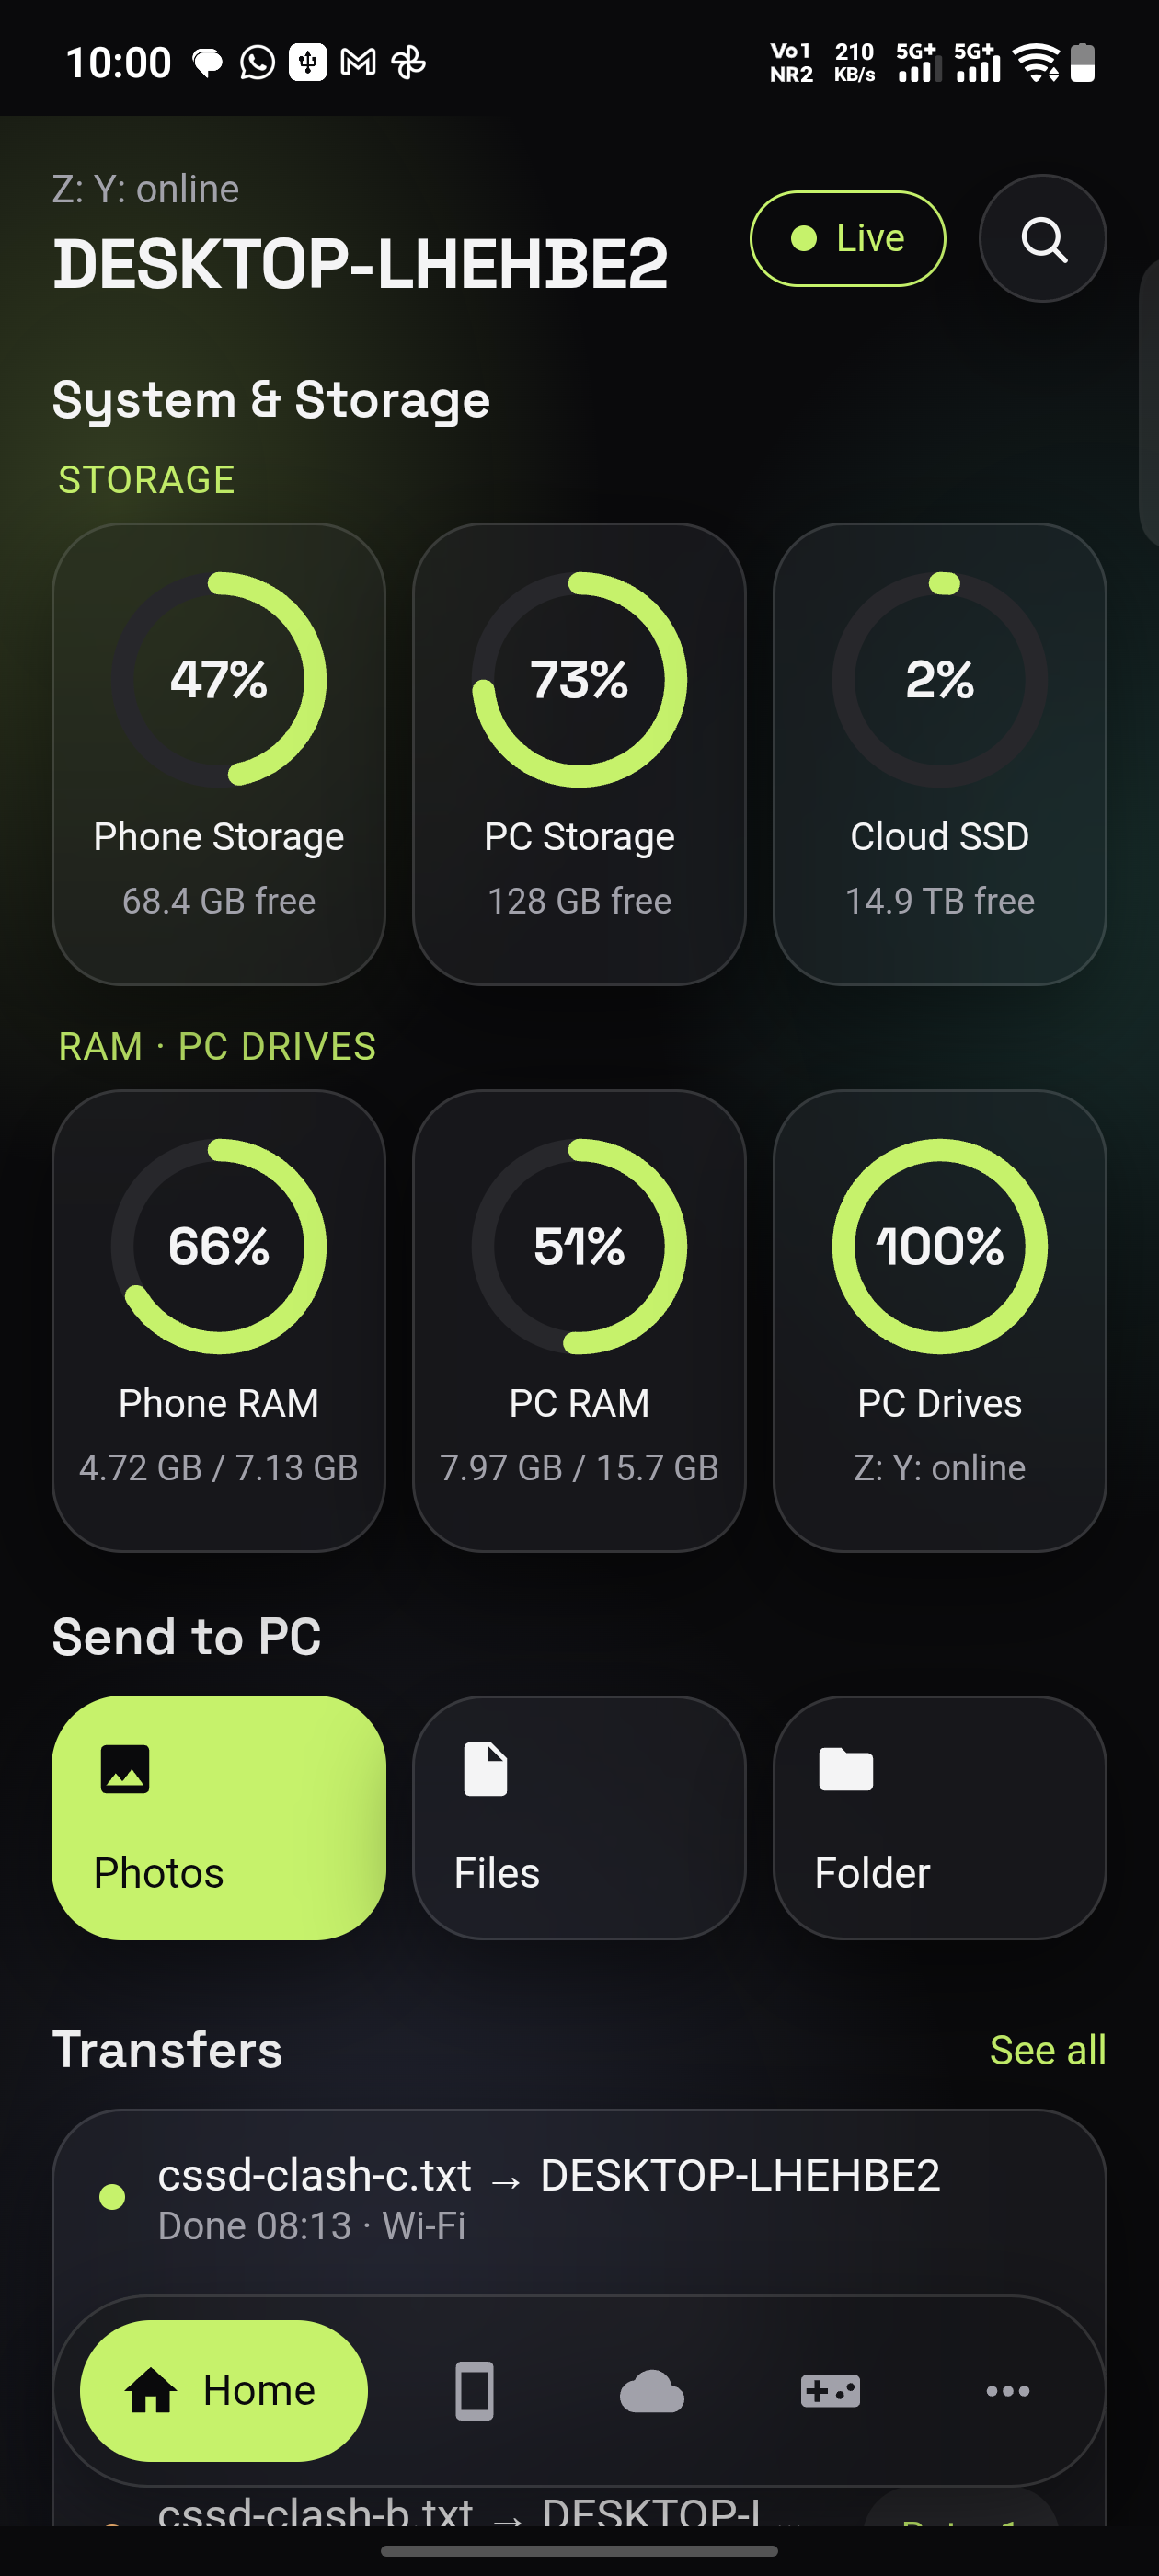 10:00
Vo1 NR2
210 KB/s
5G+ 5G+
Z: Y: online
DESKTOP-LHEHBE2
Live
System & Storage
STORAGE
47% 73% 2%
Phone Storage PC Storage Cloud SSD
68.4 GB free 128 GB free 14.9 TB free
RAM · PC DRIVES
66% 51% 100%
Phone RAM PC RAM PC Drives
4.72 GB / 7.13 GB 7.97 GB / 15.7 GB Z: Y: online
Send to PC
Photos Files Folder
Transfers See all
cssd-clash-c.txt → DESKTOP-LHEHBE2
Done 08:13 · Wi-Fi
Home
cssd-clash-b.txt → DESKTOP-L...